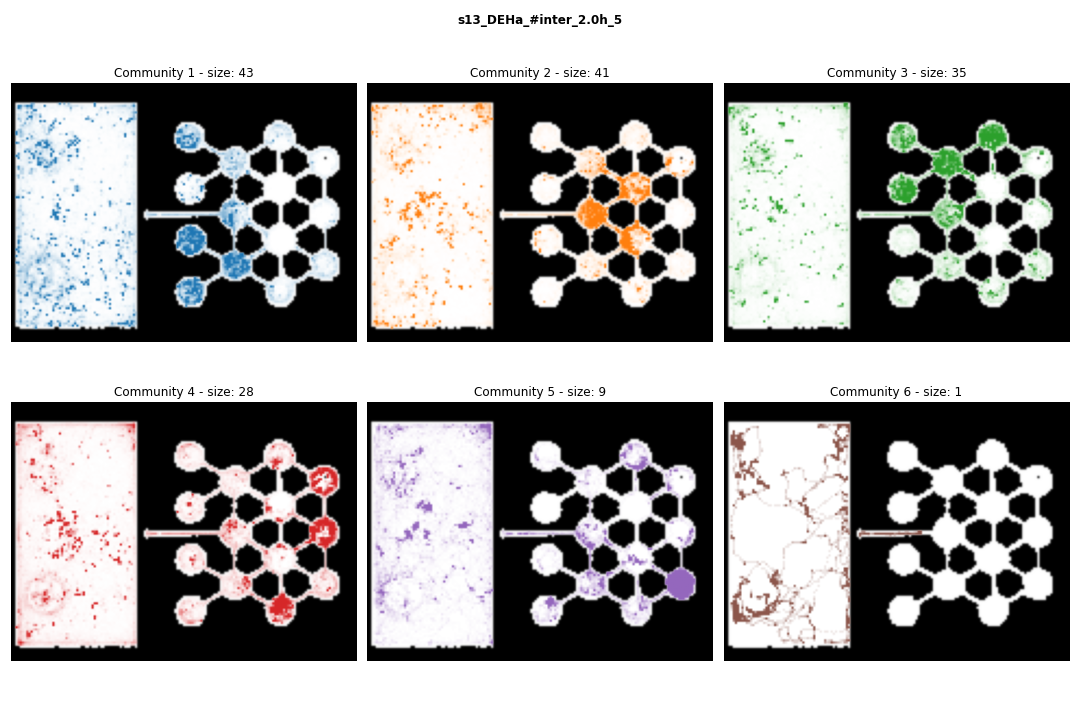 s13_DEHa_#inter_2.0h_5
Community 1 - size: 43
Community 2 - size: 41
Community 3 - size: 35
Community 4 - size: 28
Community 5 - size: 9
Community 6 - size: 1